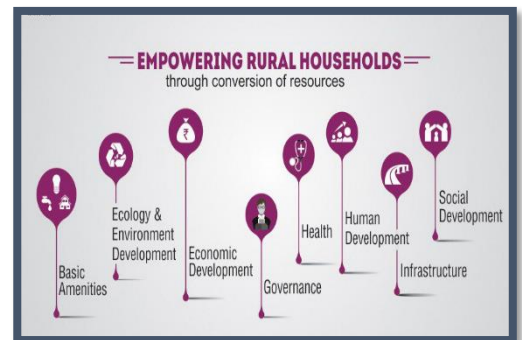 EMPOWERING RURAL HOUSEHOLDS
through conversion of resources
Basic
Amenities
Ecology &
Environment
Development
Economic
Development
Governance
Health
Human
Development
Infrastructure
Social
Development
₹